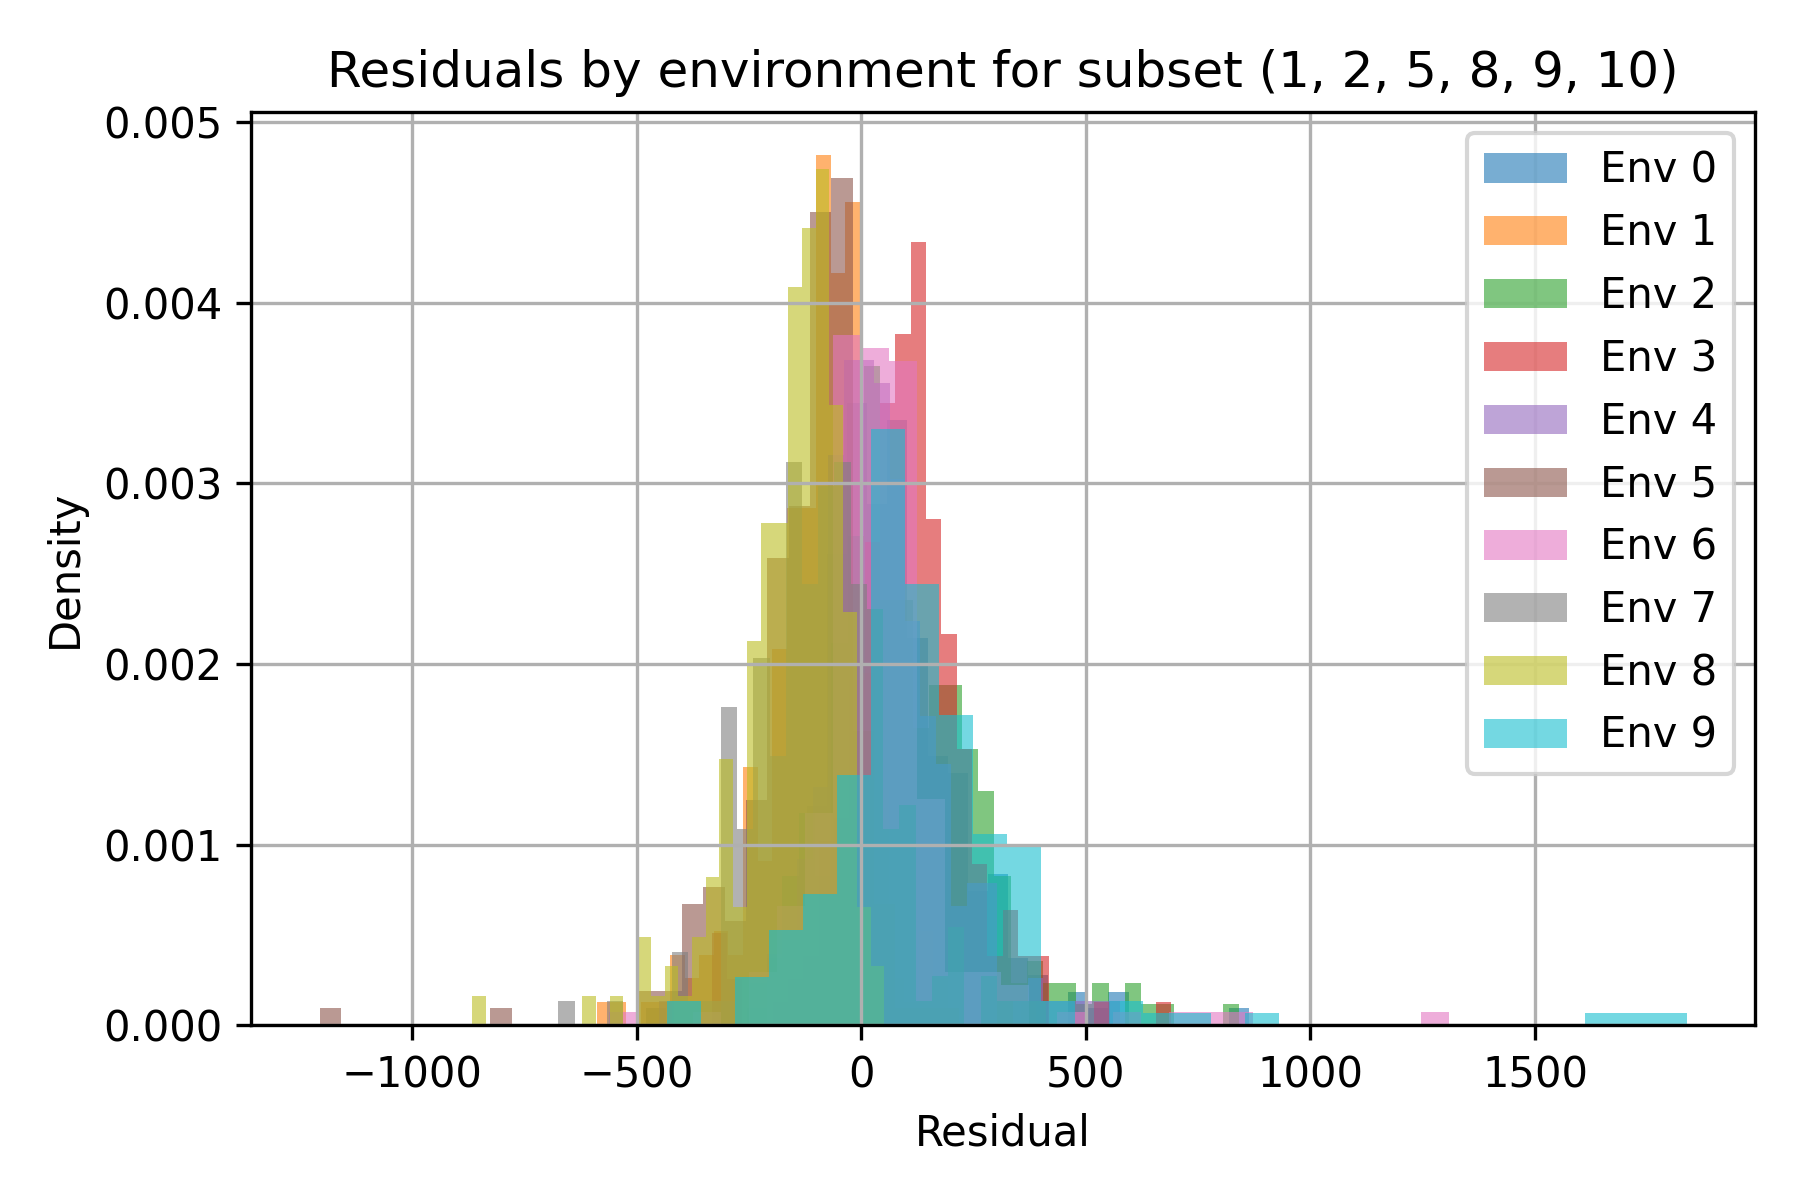 Residuals by environment for subset (1, 2, 5, 8, 9, 10)
0.005
0.004
0.003
0.002
0.001
0.000
Density
−1000
−500
0
500
1000
1500
Residual
Env 0
Env 1
Env 2
Env 3
Env 4
Env 5
Env 6
Env 7
Env 8
Env 9